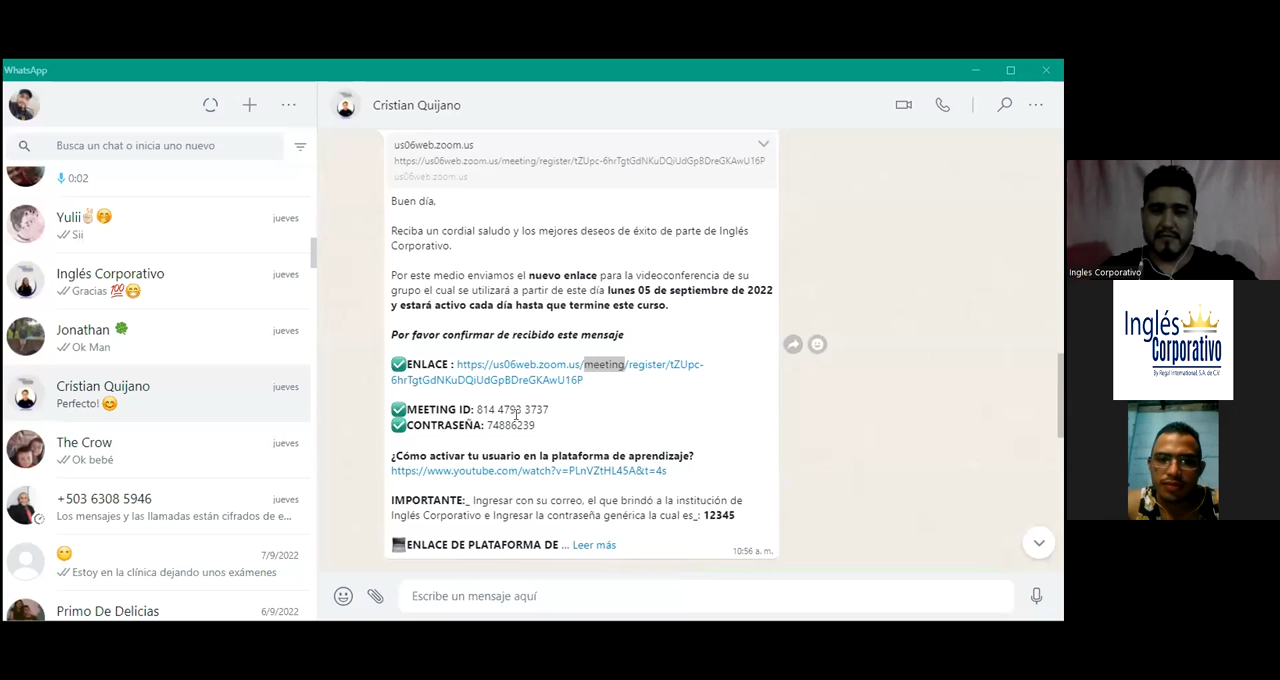 WhatsApp
Busca un chat o inicia uno nuevo
0:02
Yulii✌🏻🤭 jueves
Sii
Inglés Corporativo jueves
Gracias 💯😁
Jonathan 🍀 jueves
Ok Man
Cristian Quijano jueves
Perfecto! 😊
The Crow jueves
Ok bebé
+503 6308 5946 jueves
Los mensajes y las llamadas están cifrados de e...
7/9/2022
Estoy en la clínica dejando unos exámenes
Primo De Delicias 6/9/2022
Cristian Quijano
us06web.zoom.us
https://us06web.zoom.us/meeting/register/tZUpc-6hrTgtGdNKuDQiUdGpBDreGKAwU16P
us06web.zoom.us
Buen día,
Reciba un cordial saludo y los mejores deseos de éxito de parte de Inglés
Corporativo.
Por este medio enviamos el nuevo enlace para la videoconferencia de su
grupo el cual se utilizará a partir de este día lunes 05 de septiembre de 2022
y estará activo cada día hasta que termine este curso.
Por favor confirmar de recibido este mensaje
✅ENLACE : https://us06web.zoom.us/meeting/register/tZUpc-
6hrTgtGdNKuDQiUdGpBDreGKAwU16P
✅MEETING ID: 814 4793 3737
✅CONTRASEÑA: 74886239
¿Cómo activar tu usuario en la plataforma de aprendizaje?
https://www.youtube.com/watch?v=PLnVZtHL45A&t=4s
IMPORTANTE:_ Ingresar con su correo, el que brindó a la institución de
Inglés Corporativo e Ingresar la contraseña genérica la cual es_: 12345
ENLACE DE PLATAFORMA DE ... Leer más
10:56 a. m.
Escribe un mensaje aquí
Ingles Corporativo
Inglés
Corporativo
By Regal International, S.A. de C.V.